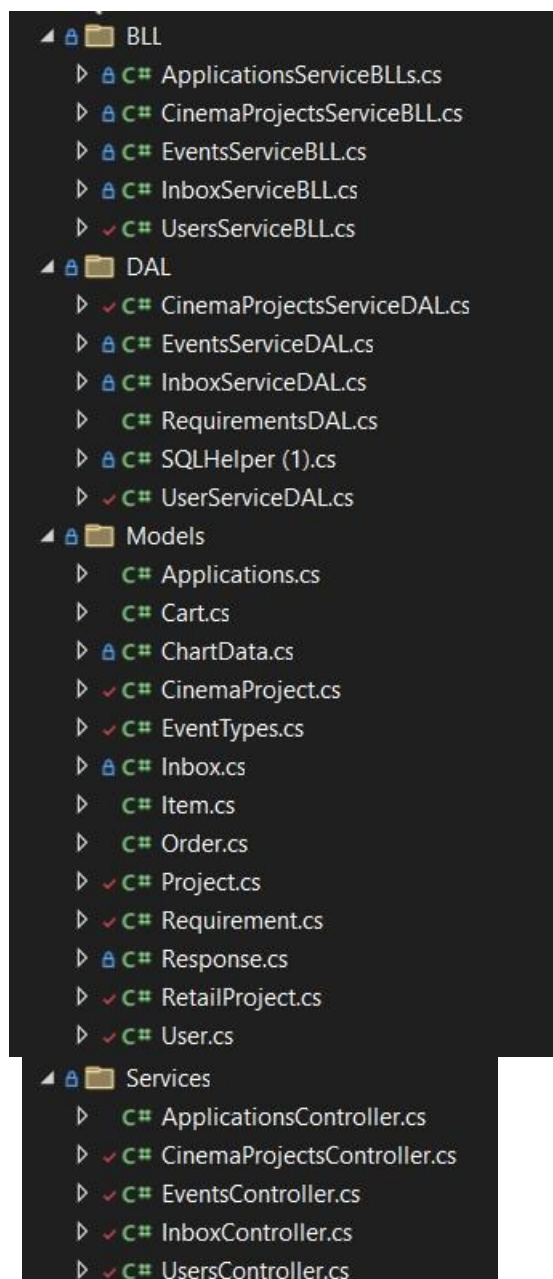 BLL
C# ApplicationsServiceBLLs.cs
C# CinemaProjectsServiceBLL.cs
C# EventsServiceBLL.cs
C# InboxServiceBLL.cs
C# UsersServiceBLL.cs
DAL
C# CinemaProjectsServiceDAL.cs
C# EventsServiceDAL.cs
C# InboxServiceDAL.cs
C# RequirementsDAL.cs
C# SQLHelper (1).cs
C# UserServiceDAL.cs
Models
C# Applications.cs
C# Cart.cs
C# ChartData.cs
C# CinemaProject.cs
C# EventTypes.cs
C# Inbox.cs
C# Item.cs
C# Order.cs
C# Project.cs
C# Requirement.cs
C# Response.cs
C# RetailProject.cs
C# User.cs
Services
C# ApplicationsController.cs
C# CinemaProjectsController.cs
C# EventsController.cs
C# InboxController.cs
C# UsersController.cs